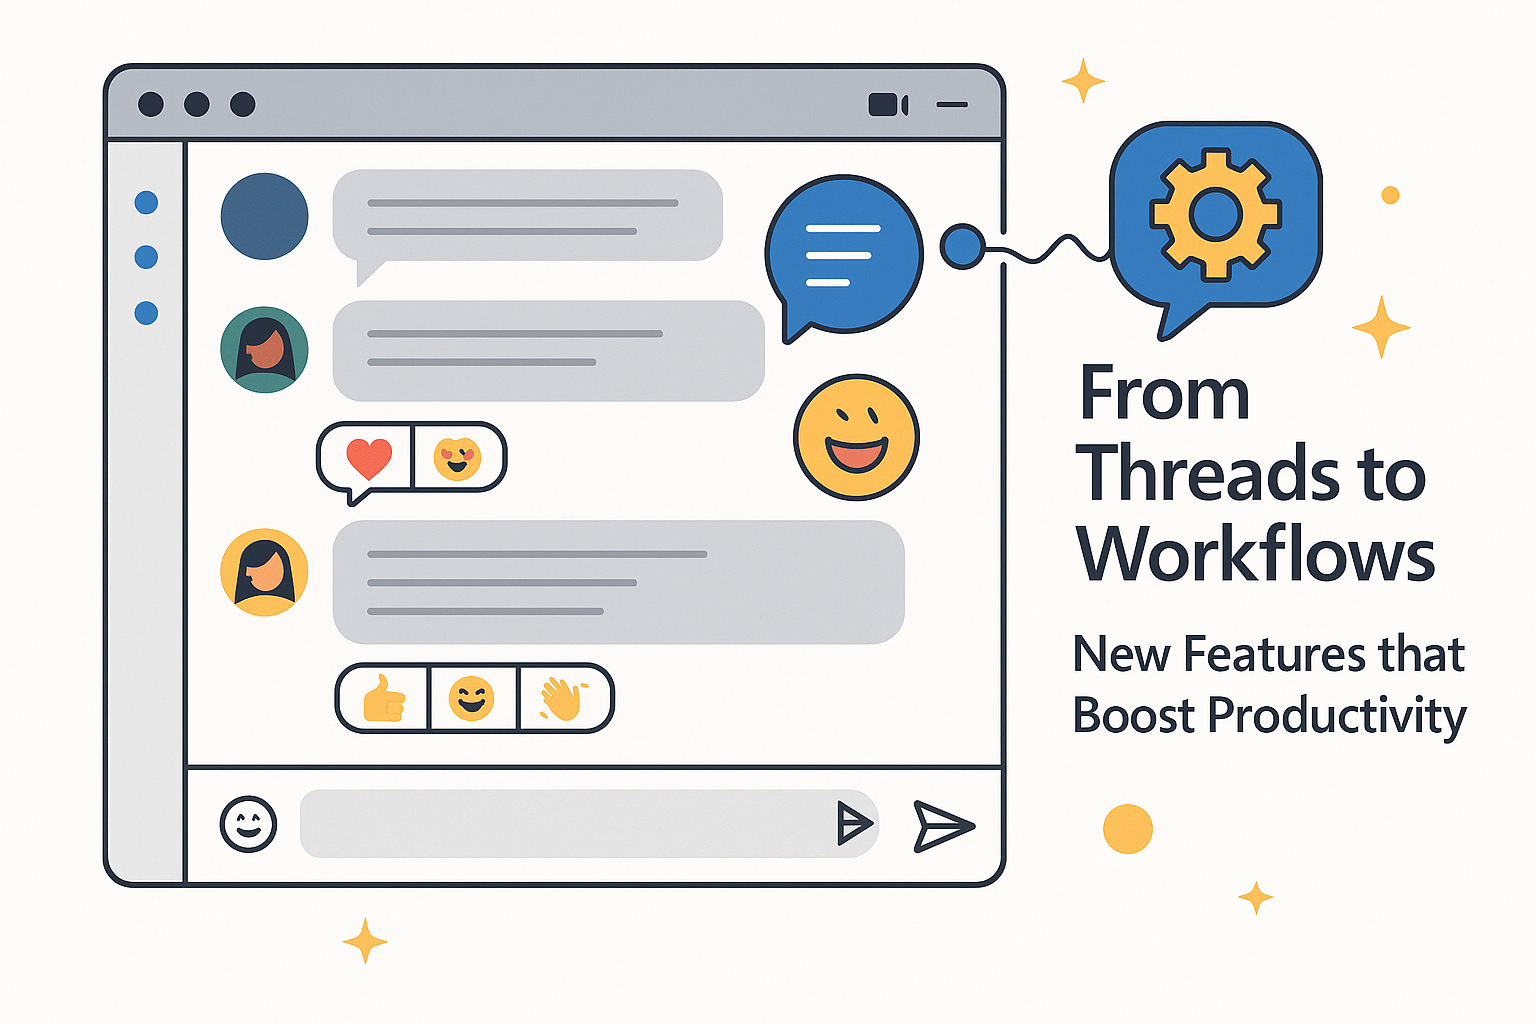 From
Threads to
Workflows
New Features that
Boost Productivity